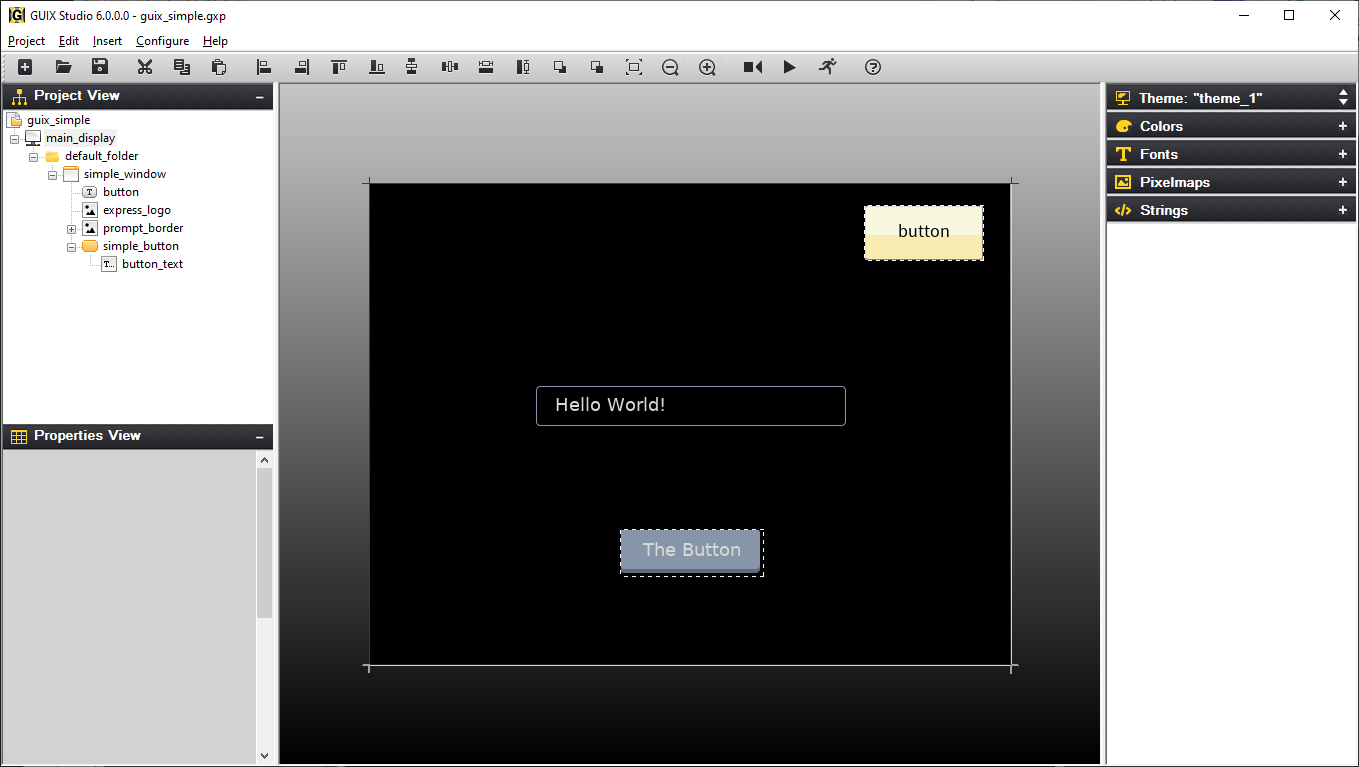 GUIX Studio 6.0.0.0 - guix_simple.gxp
Project Edit Insert Configure Help
Project View
guix_simple
main_display
default_folder
simple_window
button
express_logo
prompt_border
simple_button
button_text
Properties View
button
Hello World!
The Button
Theme: "theme_1"
Colors
Fonts
Pixelmaps
Strings